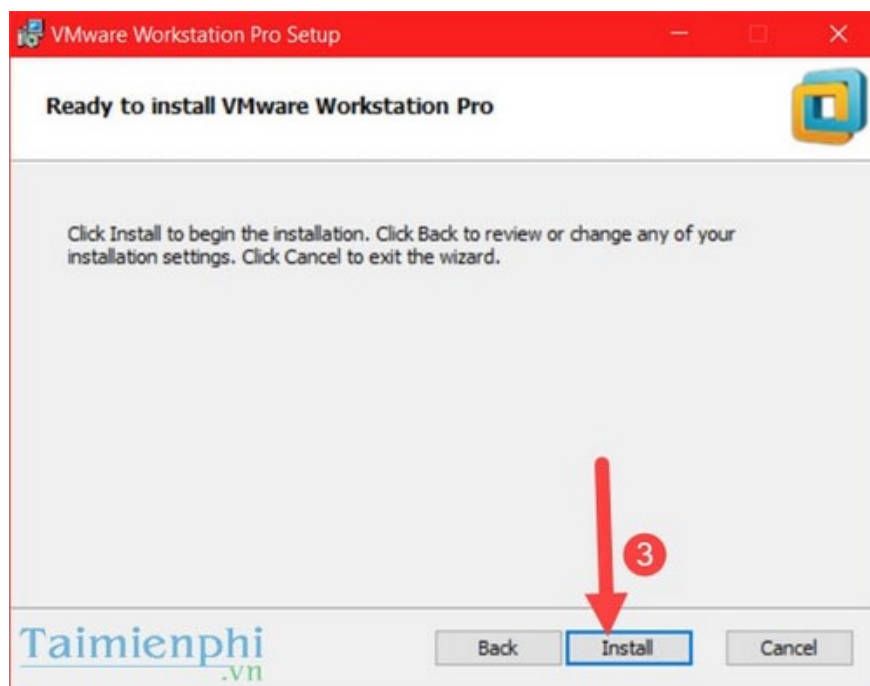 VMware Workstation Pro Setup
Ready to install VMware Workstation Pro
Click Install to begin the installation. Click Back to review or change any of your
installation settings. Click Cancel to exit the wizard.
3
Taimienphi
.vn
Back Install Cancel